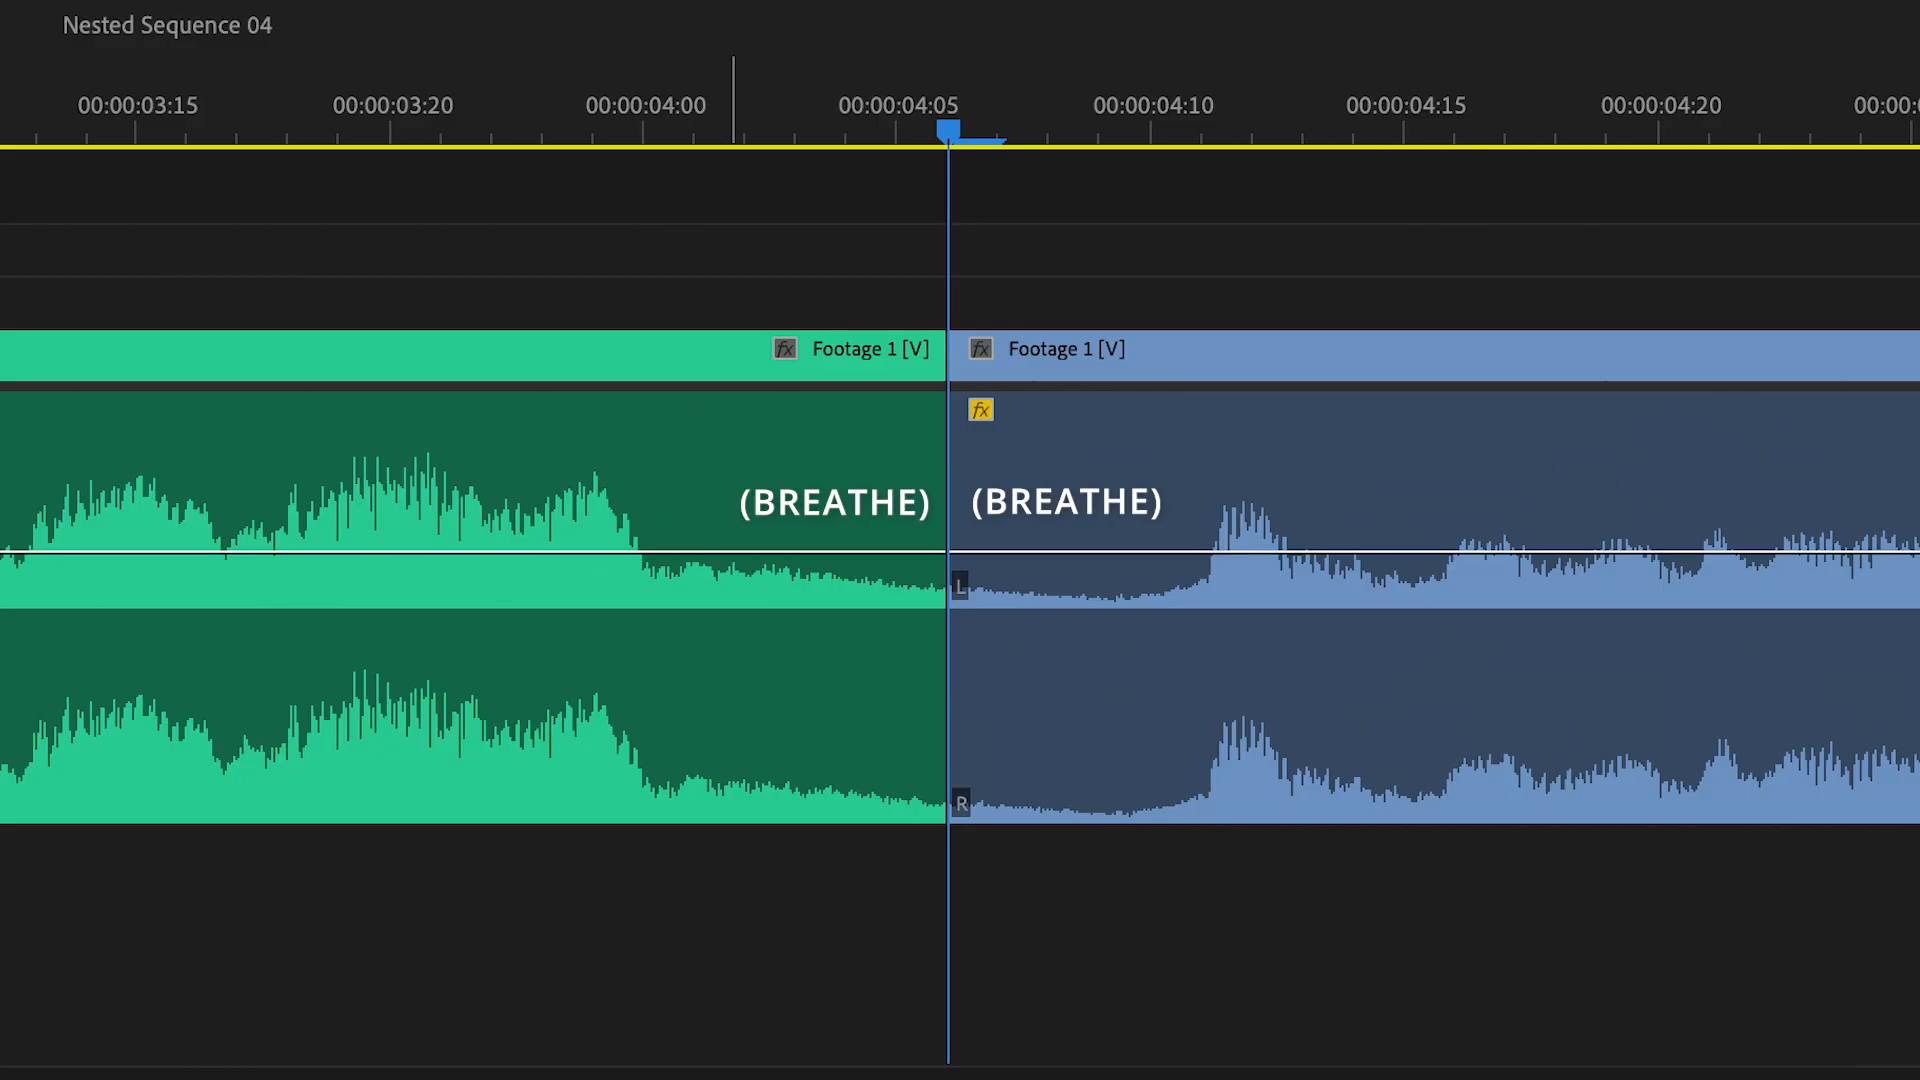 Nested Sequence 04
00:00:03:15 00:00:03:20 00:00:04:00 00:00:04:05 00:00:04:10 00:00:04:15 00:00:04:20 00:00:0
fx Footage 1 [V] fx Footage 1 [V]
fx
(BREATHE) (BREATHE)
L
R